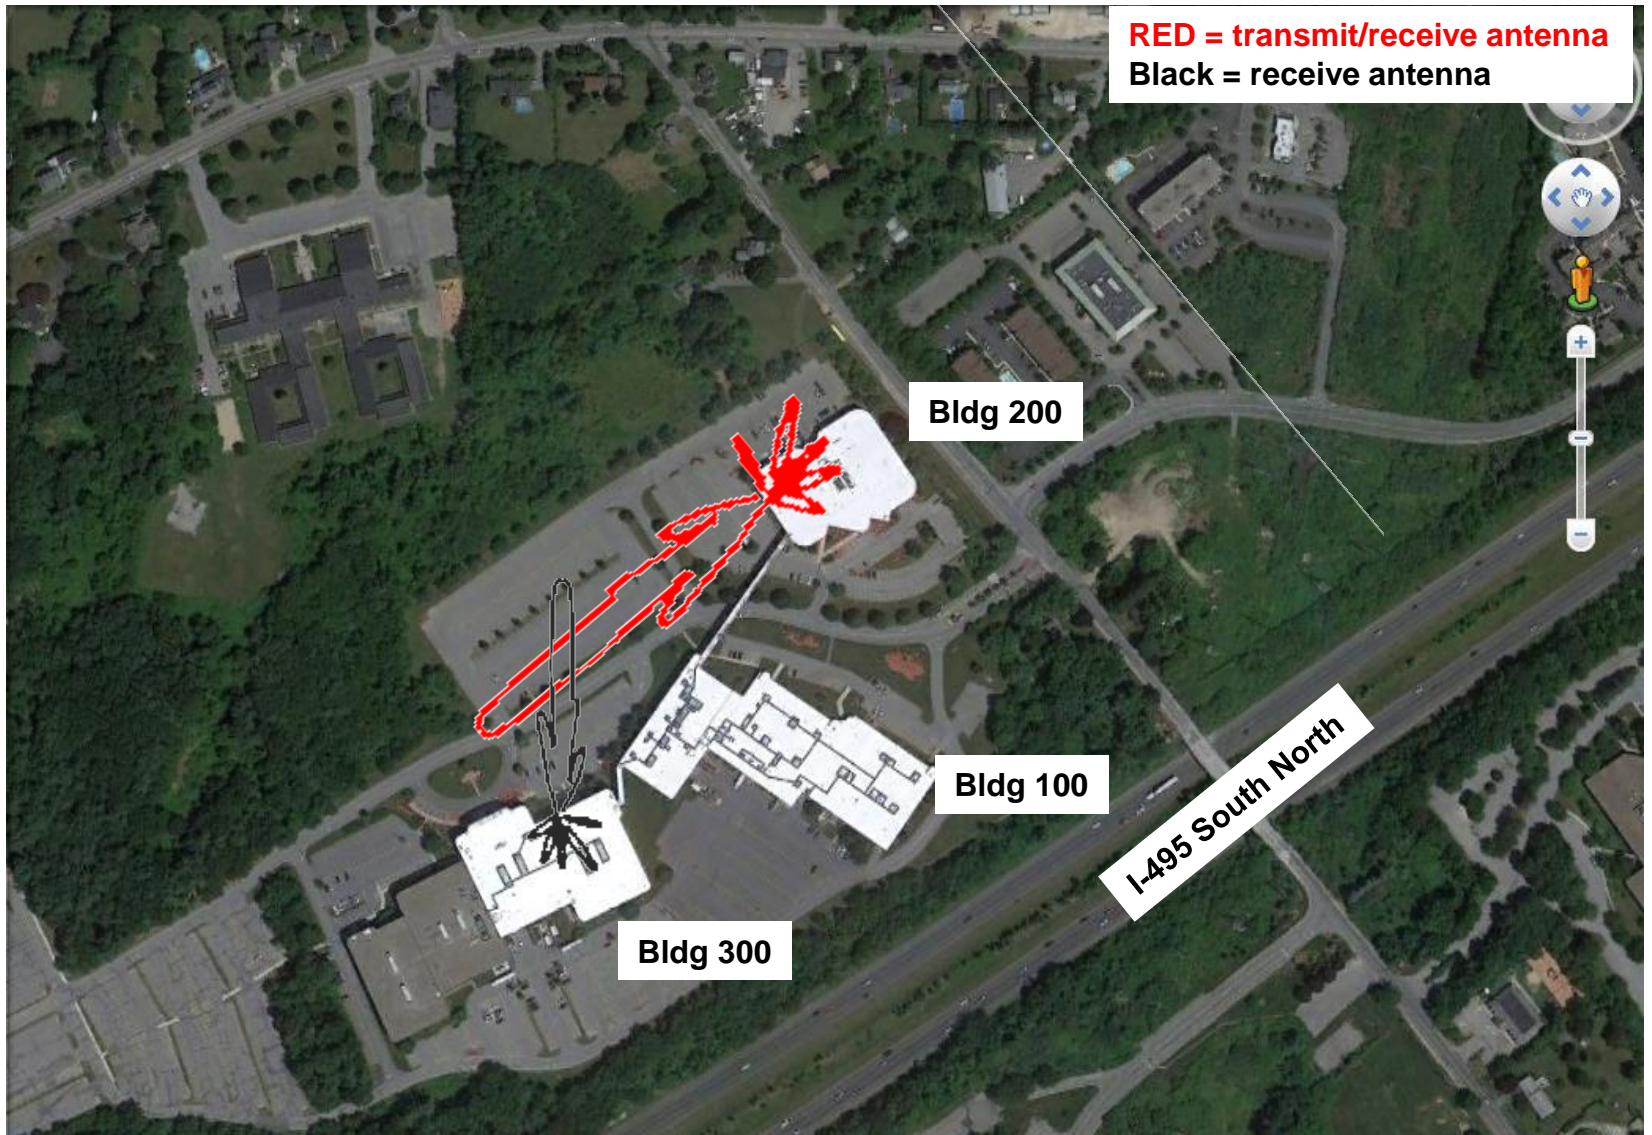 RED = transmit/receive antenna
Black = receive antenna
Bldg 200
Bldg 100
I-495 South North
Bldg 300